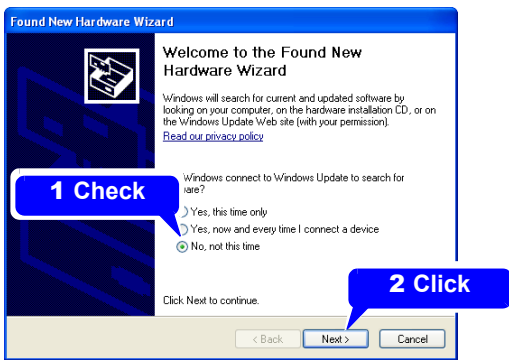 Found New Hardware Wizard
Welcome to the Found New
Hardware Wizard
Windows will search for current and updated software by
looking on your computer, on the hardware installation CD, or on
the Windows Update Web site (with your permission).
Read our privacy policy
Windows connect to Windows Update to search for
1 Check
Yes, this time only
Yes, now and every time I connect a device
No, not this time
2 Click
Click Next to continue.
< Back
Next >
Cancel